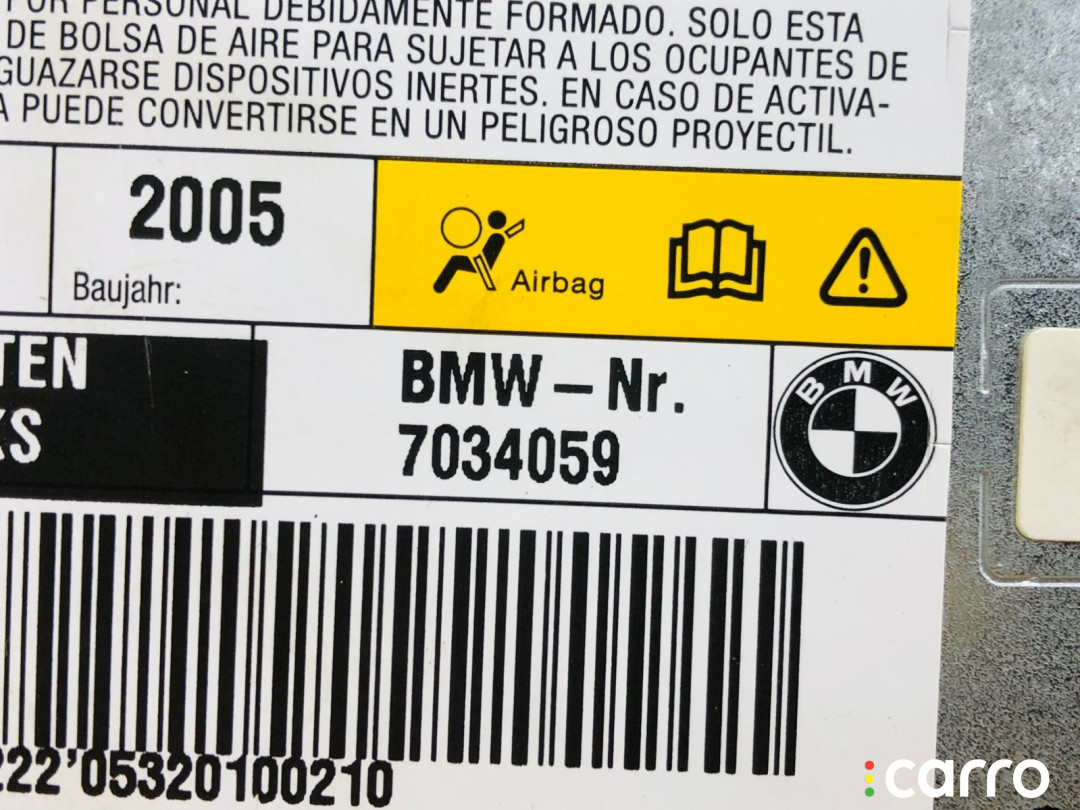 POR PERSONAL DEBIDAMENTE FORMADO. SOLO ESTA
DE BOLSA DE AIRE PARA SUJETAR A LOS OCUPANTES DE
GUAZARSE DISPOSITIVOS INERTES. EN CASO DE ACTIVA-
A PUEDE CONVERTIRSE EN UN PELIGROSO PROYECTIL.
2005
Baujahr:
Airbag
TEN
KS
BMW – Nr.
7034059
BMW
222'05320100210
carro